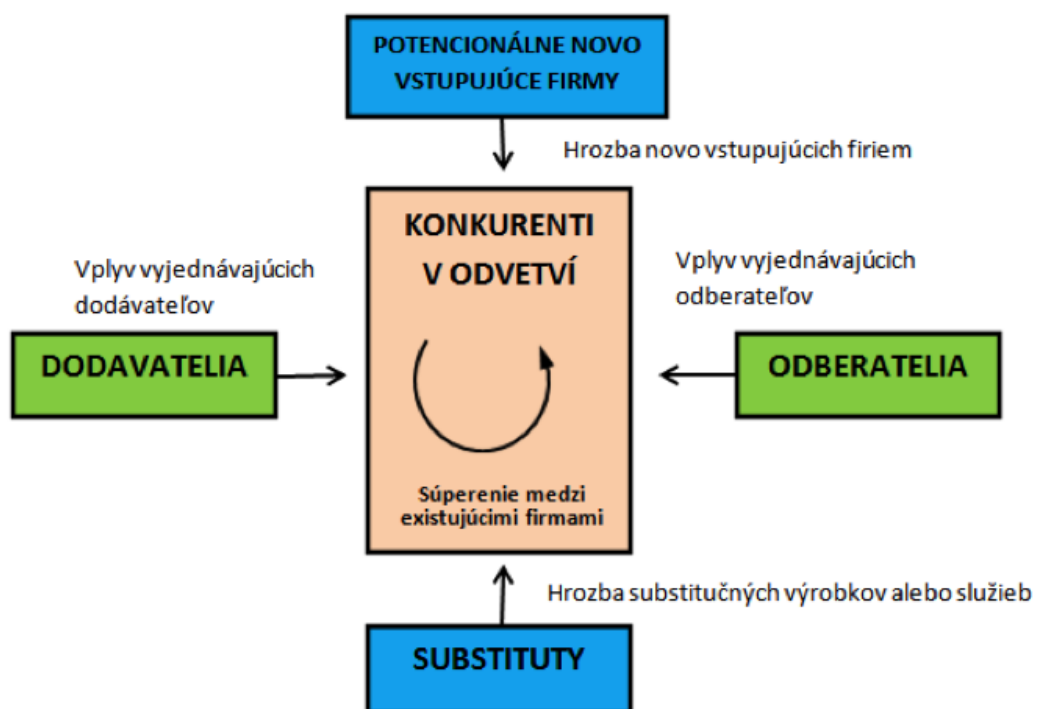 POTENCIONÁLNE NOVO
VSTUPUJÚCE FIRMY
Hrozba novo vstupujúcich firiem
KONKURENTI
V ODVETVÍ
Vplyv vyjednávajúcich
dodávateľov
Vplyv vyjednávajúcich
odberateľov
DODAVATELIA
ODBERATELIA
Súperenie medzi
existujúcimi firmami
Hrozba substitučných výrobkov alebo služieb
SUBSTITUTY